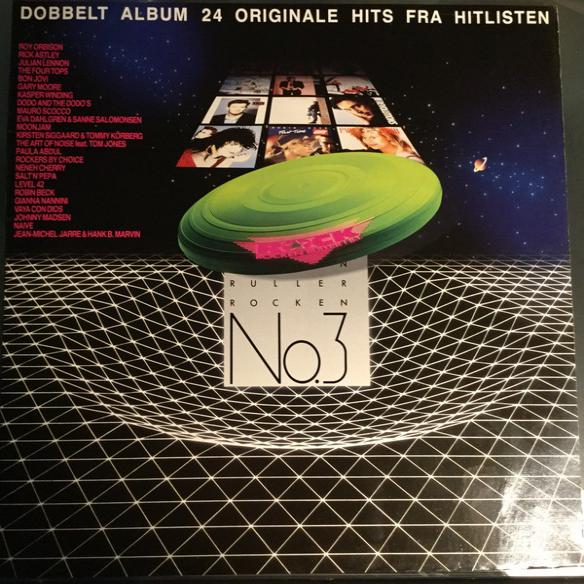 DOBBELT ALBUM 24 ORIGINALE HITS FRA HITLISTEN
ROY ORBISON
RICK ASTLEY
JULIAN LENNON
THE FOUR TOPS
BON JOVI
GARY MOORE
KASPER WINDING
DODO AND THE DODO'S
MAURO SCOCCO
EVA DAHLGREN & SANNE SALOMONSEN
MOONJAM
KIRSTEN SIGGAARD & TOMMY KÖRBERG
THE ART OF NOISE feat. TOM JONES
PAULA ABDUL
ROCKERS BY CHOICE
NENEH CHERRY
SALT'N'PEPA
LEVEL 42
ROBIN BECK
GIANNA NANNINI
VAYA CON DIOS
JOHNNY MADSEN
NAIVE
JEAN-MICHEL JARRE & HANK B. MARVIN
ROCK
N
RULLER
ROCKEN
No.3